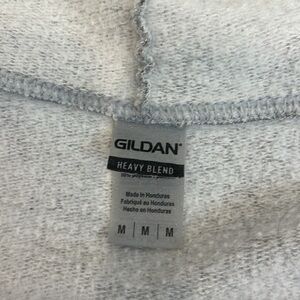 GILDAN
HEAVY BLEND
Made in Honduras
Fabriqué au Honduras
Hecho en Honduras
M M M